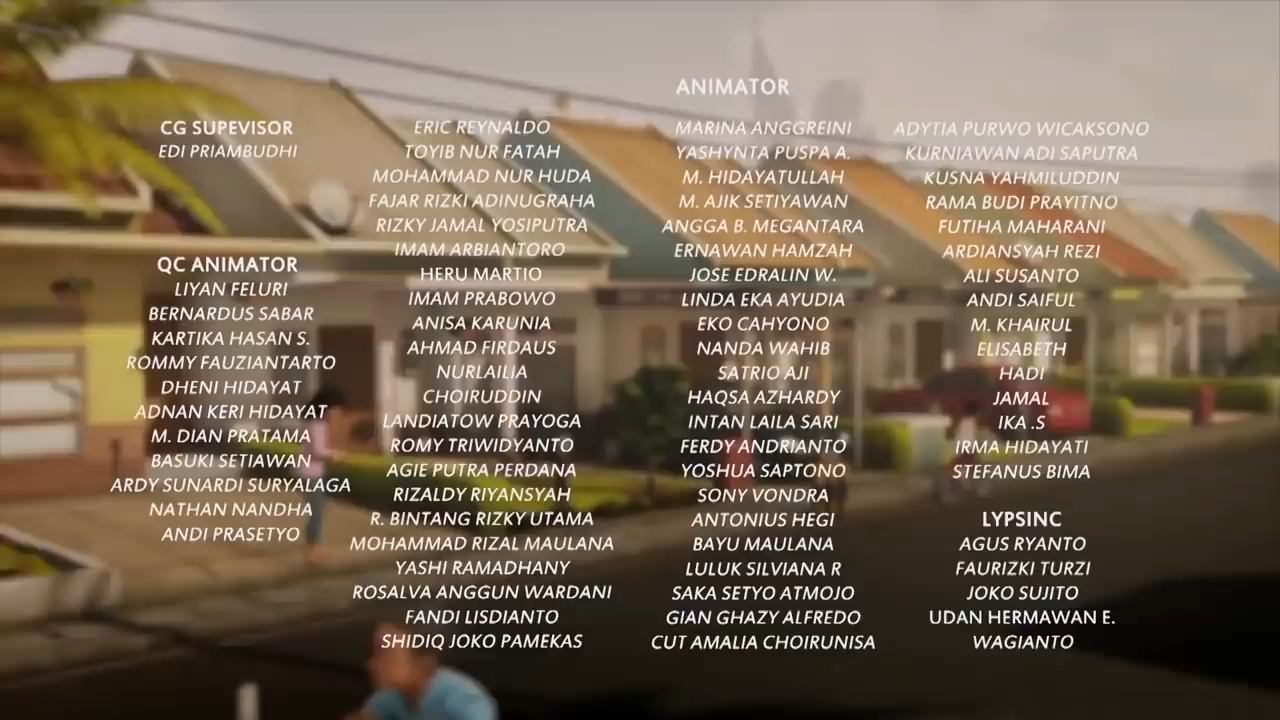 CG SUPEVISOR
EDI PRIAMBUDHI
QC ANIMATOR
LIYAN FELURI
BERNARDUS SABAR
KARTIKA HASAN S.
ROMMY FAUZIANTARTO
DHENI HIDAYAT
ADNAN KERI HIDAYAT
M. DIAN PRATAMA
BASUKI SETIAWAN
ARDY SUNARDI SURYALAGA
NATHAN NANDHA
ANDI PRASETYO
ANIMATOR
ERIC REYNALDO
TOYIB NUR FATAH
MOHAMMAD NUR HUDA
FAJAR RIZKI ADINUGRAHA
RIZKY JAMAL YOSIPUTRA
IMAM ARBIANTORO
HERU MARTIO
IMAM PRABOWO
ANISA KARUNIA
AHMAD FIRDAUS
NURLAILIA
CHOIRUDDIN
LANDIATOW PRAYOGA
ROMY TRIWIDYANTO
AGIE PUTRA PERDANA
RIZALDY RIYANSYAH
R. BINTANG RIZKY UTAMA
MOHAMMAD RIZAL MAULANA
YASHI RAMADHANY
ROSALVA ANGGUN WARDANI
FANDI LISDIANTO
SHIDIQ JOKO PAMEKAS
MARINA ANGGREINI
YASHYNTA PUSPA A.
M. HIDAYATULLAH
M. AJIK SETIYAWAN
ANGGA B. MEGANTARA
ERNAWAN HAMZAH
JOSE EDRALIN W.
LINDA EKA AYUDIA
EKO CAHYONO
NANDA WAHIB
SATRIO AJI
HAQSA AZHARDY
INTAN LAILA SARI
FERDY ANDRIANTO
YOSHUA SAPTONO
SONY VONDRA
ANTONIUS HEGI
BAYU MAULANA
LULUK SILVIANA R
SAKA SETYO ATMOJO
GIAN GHAZY ALFREDO
CUT AMALIA CHOIRUNISA
ADYTIA PURWO WICAKSONO
KURNIAWAN ADI SAPUTRA
KUSNA YAHMILUDDIN
RAMA BUDI PRAYITNO
FUTIHA MAHARANI
ARDIANSYAH REZI
ALI SUSANTO
ANDI SAIFUL
M. KHAIRUL
ELISABETH
HADI
JAMAL
IKA .S
IRMA HIDAYATI
STEFANUS BIMA
LYPSINC
AGUS RYANTO
FAURIZKI TURZI
JOKO SUJITO
UDAN HERMAWAN E.
WAGIANTO